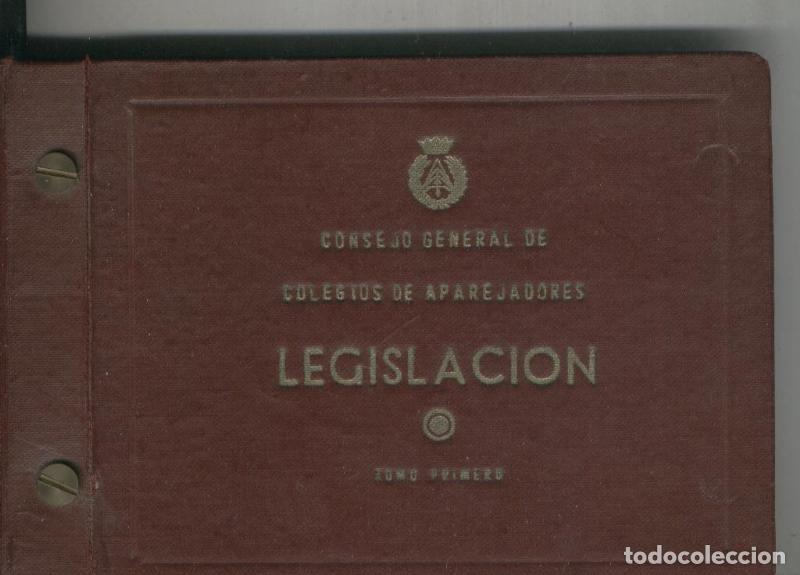 CONSEJO GENERAL DE
COLEGIOS DE APAREJADORES
LEGISLACION
TOMO PRIMERO
todocoleccion